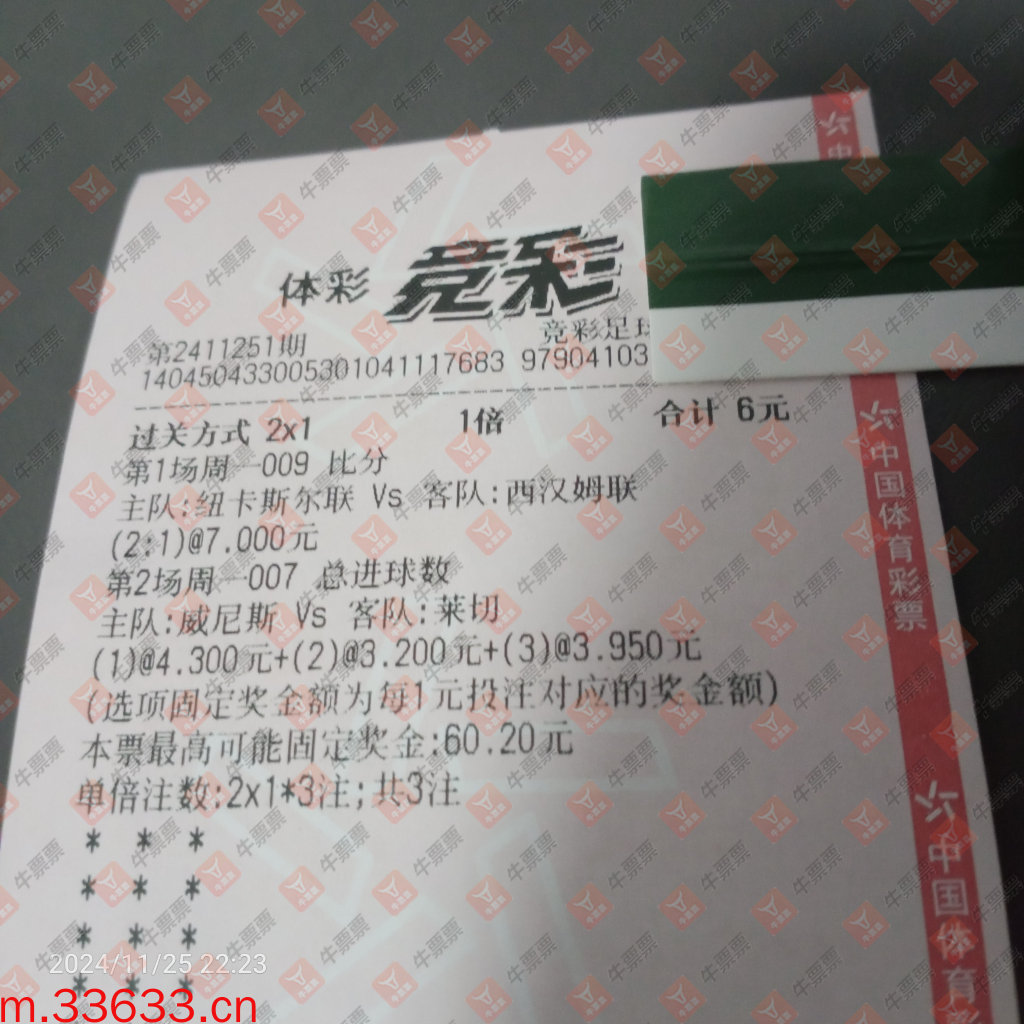 体彩 竞彩
竞彩足球
第2411251期
140450433005301041117683 97904103
过关方式 2x1 1倍 合计 6元
第1场周一009 比分
主队:纽卡斯尔联 Vs 客队:西汉姆联
(2:1)@7.000元
第2场周一007 总进球数
主队:威尼斯 Vs 客队:莱切
(1)@4.300元+(2)@3.200元+(3)@3.950元
(选项固定奖金额为每1元投注对应的奖金额)
本票最高可能固定奖金:60.20元
单倍注数:2x1*3注;共3注
* * *
* * *
* * *
* * *
中国体育彩票
中国体育彩
2024/11/25 22:23
m.33633.cn
牛票票